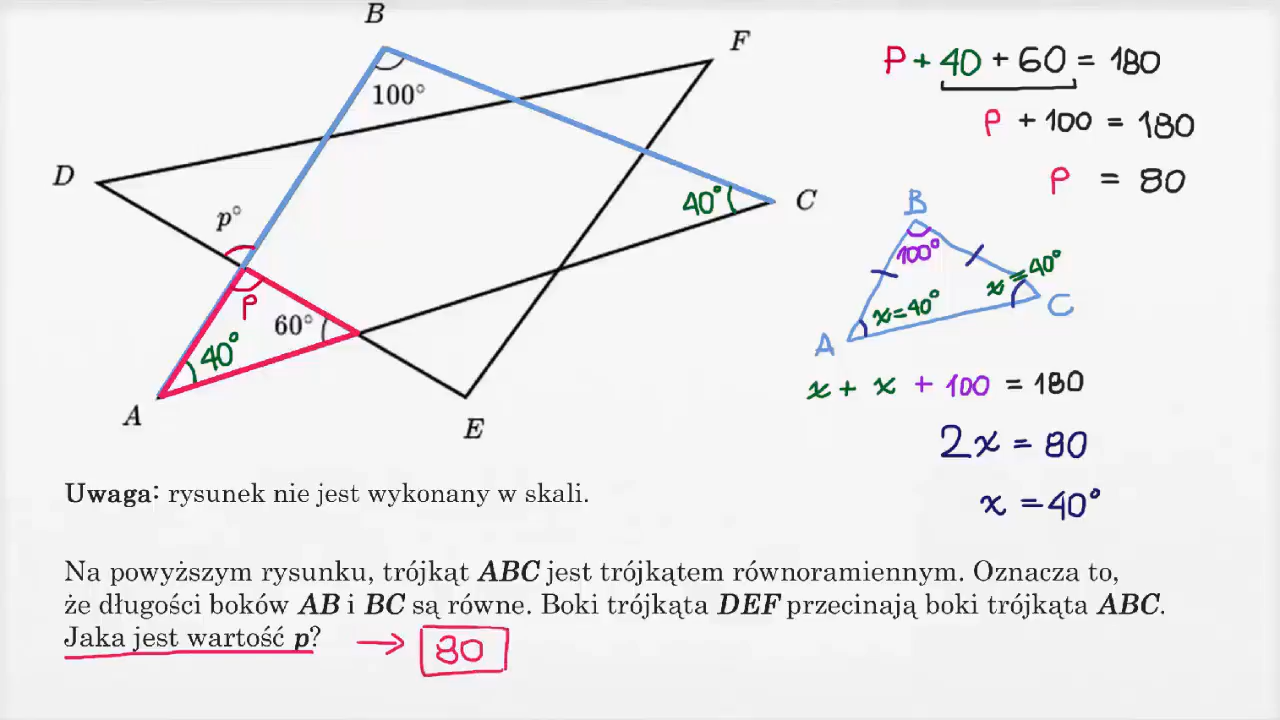 B
F
100°
D
40°
C
p°
p
60°
40°
A
E
p + 40 + 60 = 180
p + 100 = 180
p = 80
B
100°
x = 40°
x = 40°
C
A
x + x + 100 = 180
2x = 80
x = 40°
Uwaga: rysunek nie jest wykonany w skali.
Na powyższym rysunku, trójkąt ABC jest trójkątem równoramiennym. Oznacza to,
że długości boków AB i BC są równe. Boki trójkąta DEF przecinają boki trójkąta ABC.
Jaka jest wartość p? → 80